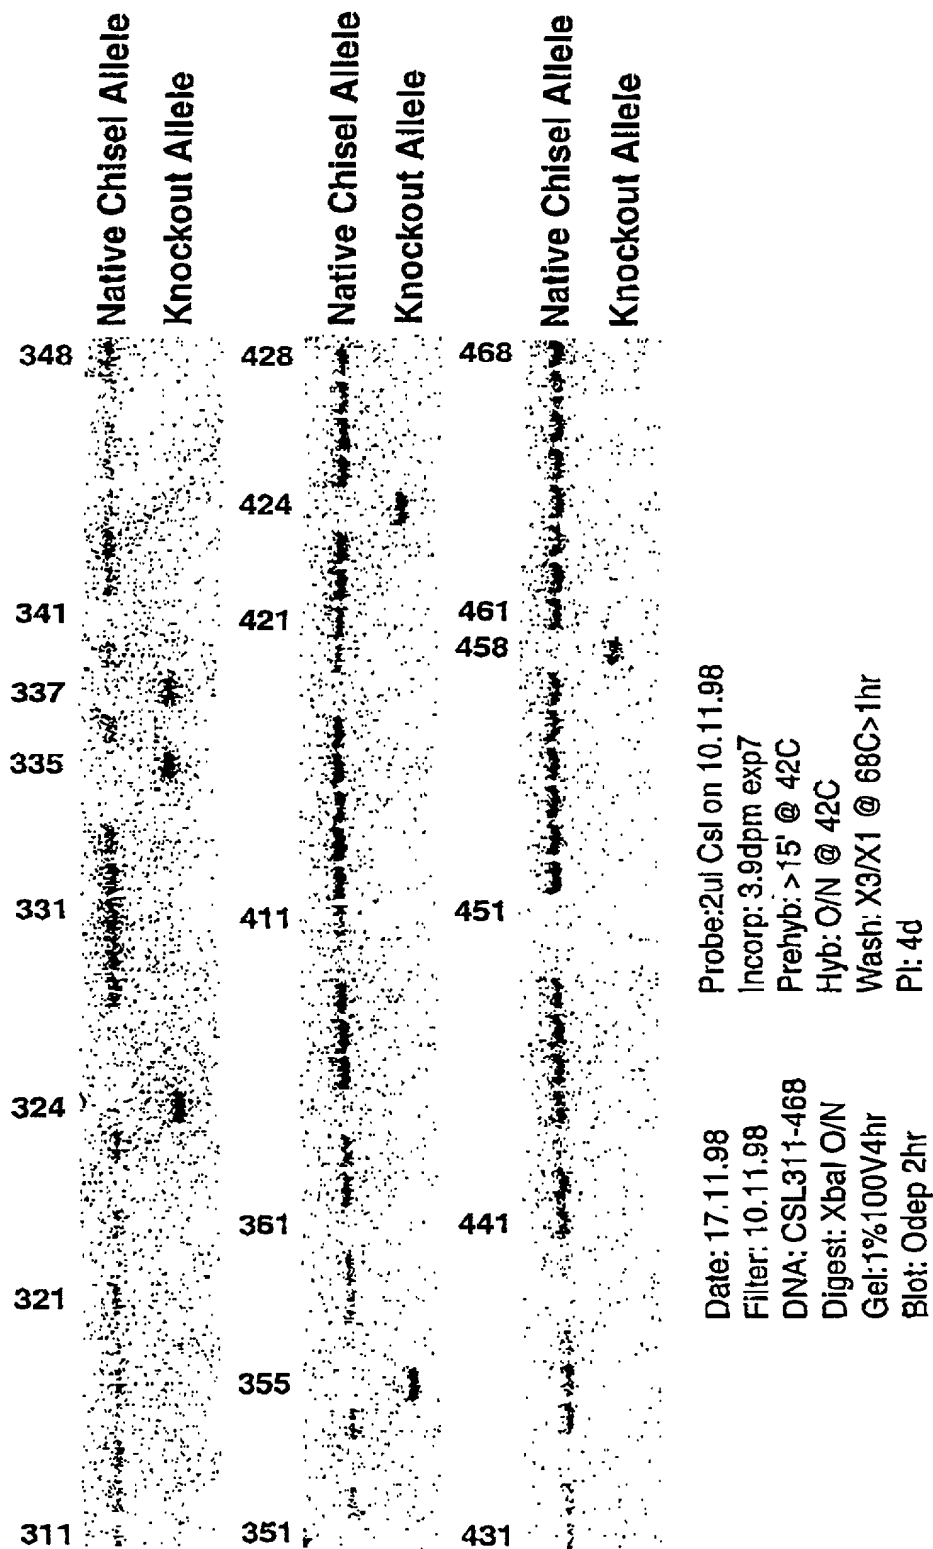 Native Chisel Allele
Knockout Allele
Native Chisel Allele
Knockout Allele
Native Chisel Allele
Knockout Allele
348
341
337
335
331
324
321
311
428
424
421
411
361
355
351
468
461
458
451
441
431
Date: 17.11.98
Filter: 10.11.98
DNA: CSL311-468
Digest: XbaI O/N
Gel:1%100V4hr
Blot: Odep 2hr
Probe:2ul Csl on 10.11.98
Incorp: 3.9dpm exp7
Prehyb: >15' @ 42C
Hyb: O/N @ 42C
Wash: X3/X1 @ 68C>1hr
PI: 4d